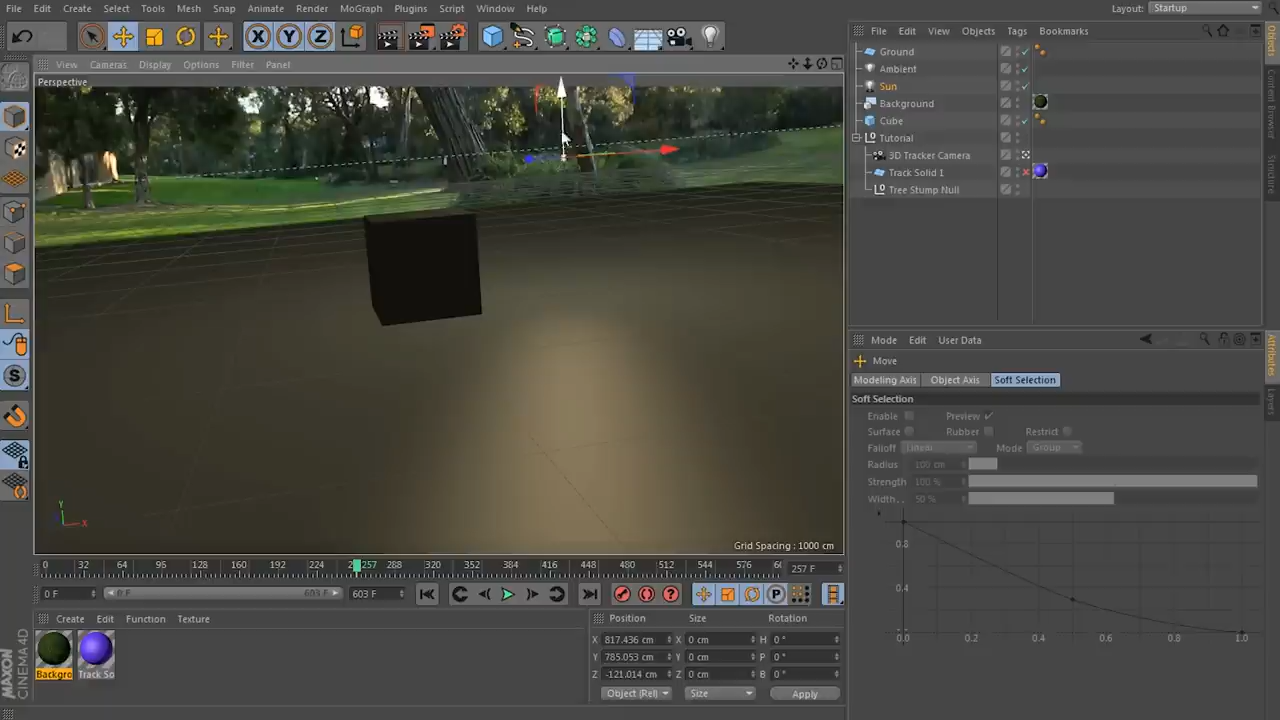 File Edit Create Select Tools Mesh Snap Animate Render MoGraph Plugins Script Window Help
Layout: Startup
File Edit View Objects Tags Bookmarks
View Cameras Display Options Filter Panel
Perspective
Ground
Ambient
Sun
Background
Cube
Tutorial
3D Tracker Camera
Track Solid 1
Tree Stump Null
Objects
Content Browser
Structure
Mode Edit User Data
Move
Modeling Axis Object Axis Soft Selection
Soft Selection
Enable Preview
Surface Rubber Restrict
Falloff Linear Mode Group
Radius 100 cm
Strength 100 %
Width . . 50 %
0.8
0.4
0.0 0.2 0.4 0.6 0.8 1.0
Attributes
Layers
Y
X
Grid Spacing : 1000 cm
0 32 64 96 128 160 192 224 257 288 320 352 384 416 448 480 512 544 576 257 F
0 F 0 F 603 F 603 F
Create Edit Function Texture
Backgro Track So
Position Size Rotation
X 817.436 cm X 0 cm H 0 °
Y 785.053 cm Y 0 cm P 0 °
Z -121.014 cm Z 0 cm B 0 °
Object (Rel) Size Apply
MAXON
CINEMA 4D